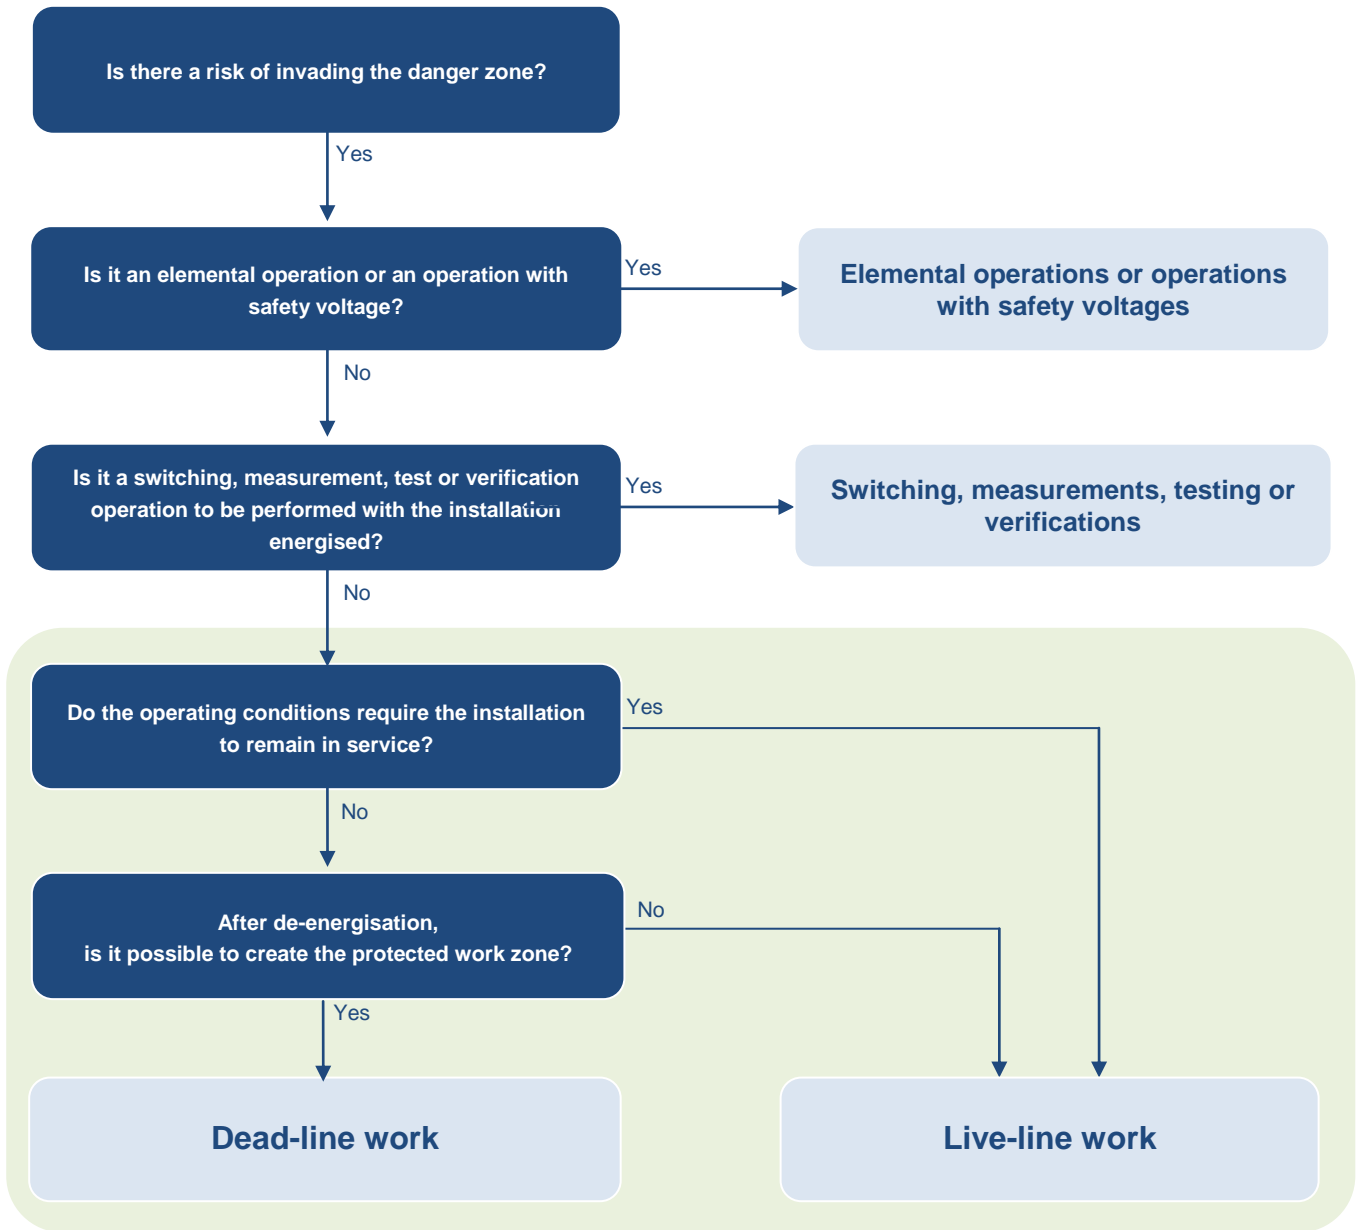 Is there a risk of invading the danger zone?
Yes
Is it an elemental operation or an operation with
safety voltage?
Yes
Elemental operations or operations
with safety voltages
No
Is it a switching, measurement, test or verification
operation to be performed with the installation
energised?
Yes
Switching, measurements, testing or
verifications
No
Do the operating conditions require the installation
to remain in service?
Yes
No
After de-energisation,
is it possible to create the protected work zone?
No
Yes
Dead-line work
Live-line work